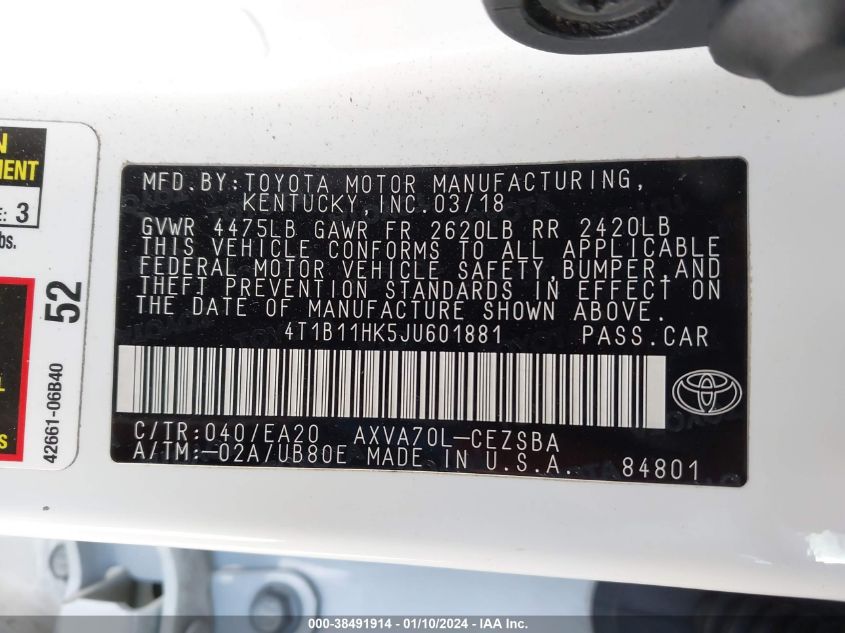 N
EMENT
E: 3
bs.
52
42661-06B40
L
S
MFD.BY:TOYOTA MOTOR MANUFACTURING,
KENTUCKY,INC.03/18
GVWR 4475LB GAWR FR 2620LB RR 2420LB
THIS VEHICLE CONFORMS TO ALL APPLICABLE
FEDERAL MOTOR VEHICLE SAFETY,BUMPER,AND
THEFT PREVENTION STANDARDS IN EFFECT ON
THE DATE OF MANUFACTURE SHOWN ABOVE.
4T1B11HK5JU601881 PASS.CAR
C/TR:040/EA20 AXVA70L-CEZSBA
A/TM:-02A/UB80E MADE IN U.S.A. 84801
000-38491914 - 01/10/2024 - IAA Inc.